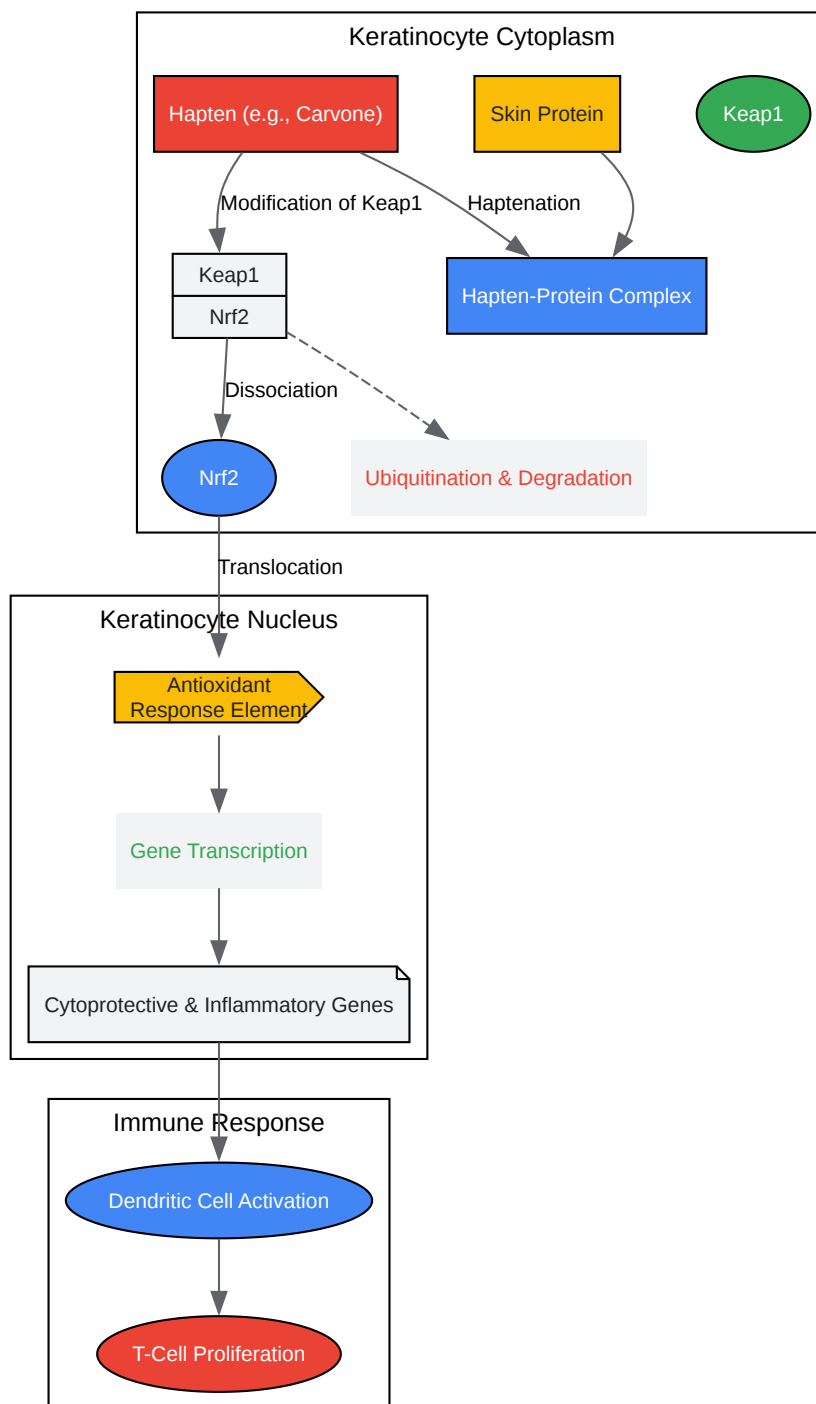 Keratinocyte Cytoplasm
Hapten (e.g., Carvone)
Skin Protein
Keap1
Modification of Keap1
Haptenation
Keap1
Nrf2
Hapten-Protein Complex
Dissociation
Nrf2
Ubiquitination & Degradation
Translocation
Keratinocyte Nucleus
Antioxidant
Response Element
Gene Transcription
Cytoprotective & Inflammatory Genes
Immune Response
Dendritic Cell Activation
T-Cell Proliferation